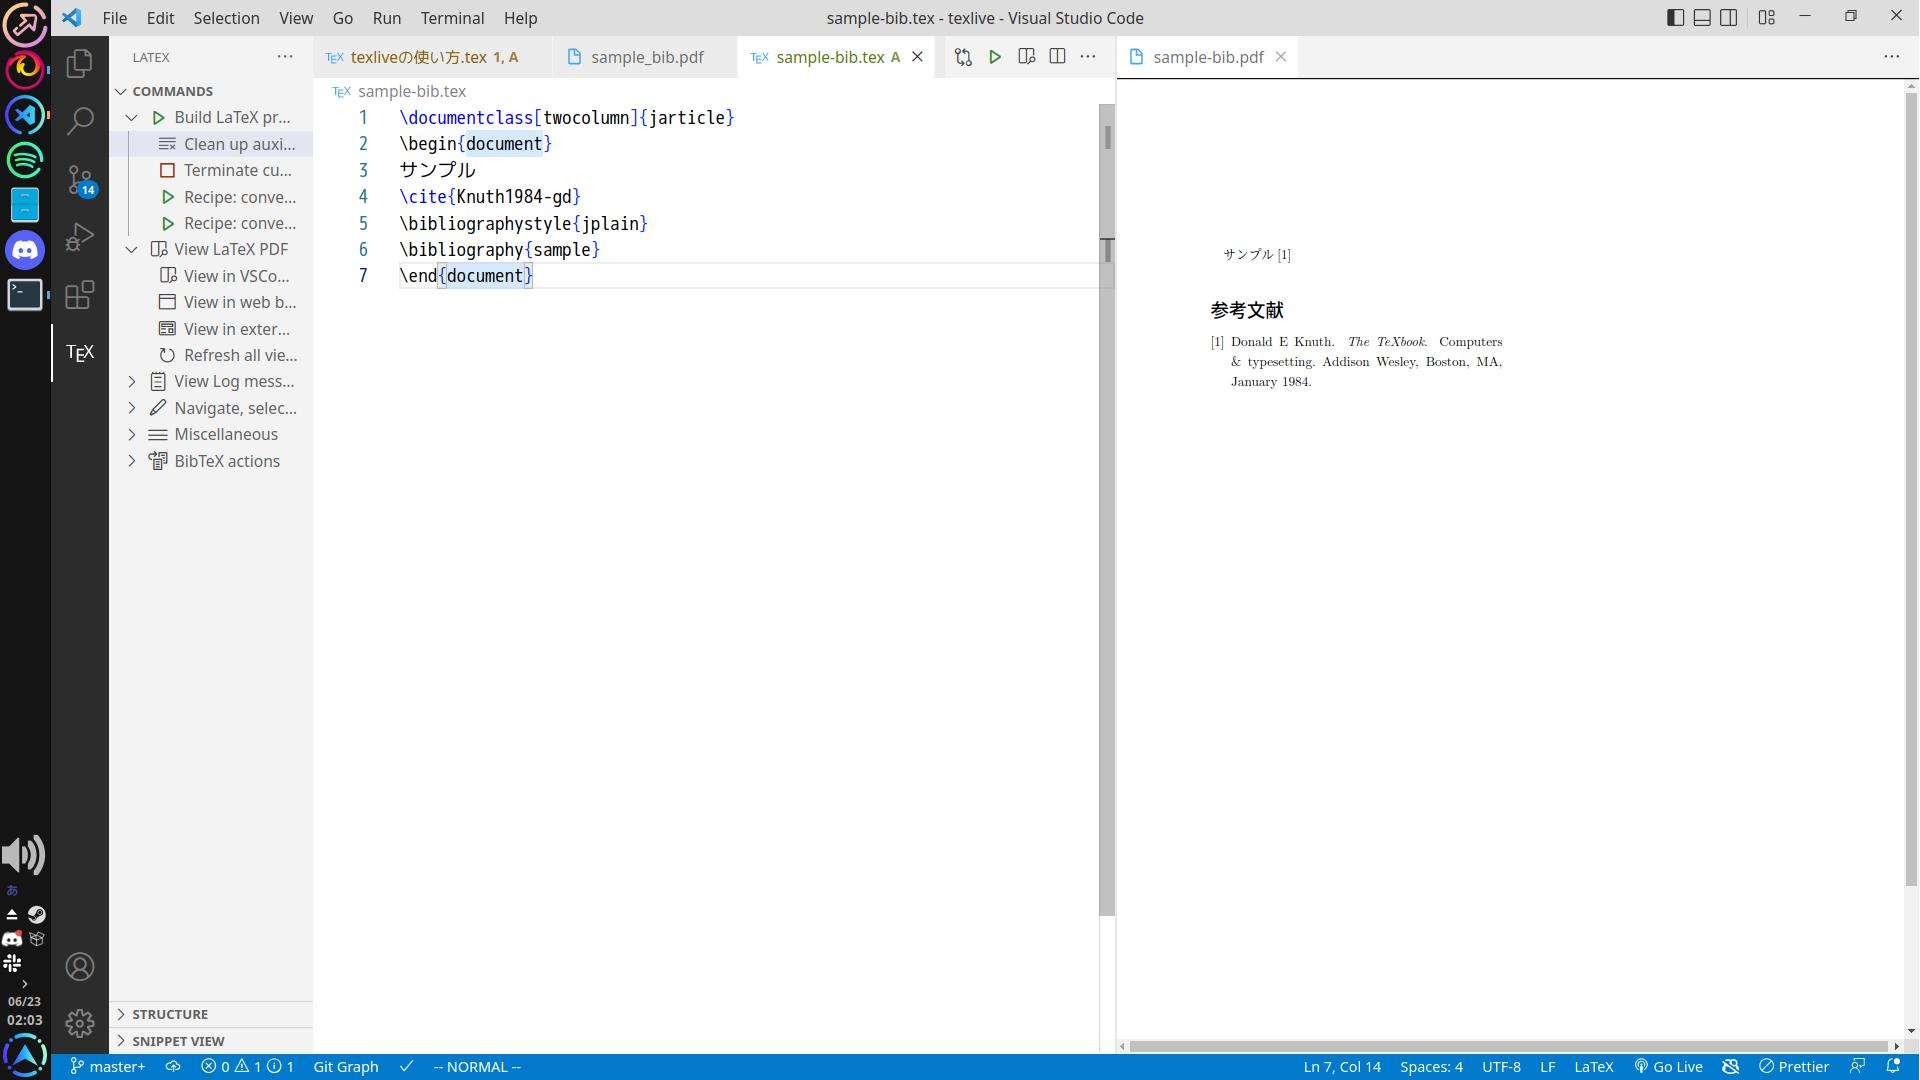 File Edit Selection View Go Run Terminal Help
sample-bib.tex - texlive - Visual Studio Code
LATEX
COMMANDS
Build LaTeX pr...
Clean up auxi...
Terminate cu...
Recipe: conve...
Recipe: conve...
View LaTeX PDF
View in VSCo...
View in web b...
View in exter...
Refresh all vie...
View Log mess...
Navigate, selec...
Miscellaneous
BibTeX actions
STRUCTURE
SNIPPET VIEW
14
TEX
TEX texliveの使い方.tex 1, A
sample_bib.pdf
TEX sample-bib.tex A
TEX sample-bib.tex
1 \documentclass[twocolumn]{jarticle}
2 \begin{document}
3 サンプル
4 \cite{Knuth1984-gd}
5 \bibliographystyle{jplain}
6 \bibliography{sample}
7 \end{document}
sample-bib.pdf
サンプル [1]
参考文献
[1] Donald E Knuth. The TeXbook. Computers
& typesetting. Addison Wesley, Boston, MA,
January 1984.
あ
06/23
02:03
master+ 0 1 1 Git Graph -- NORMAL --
Ln 7, Col 14 Spaces: 4 UTF-8 LF LaTeX Go Live Prettier